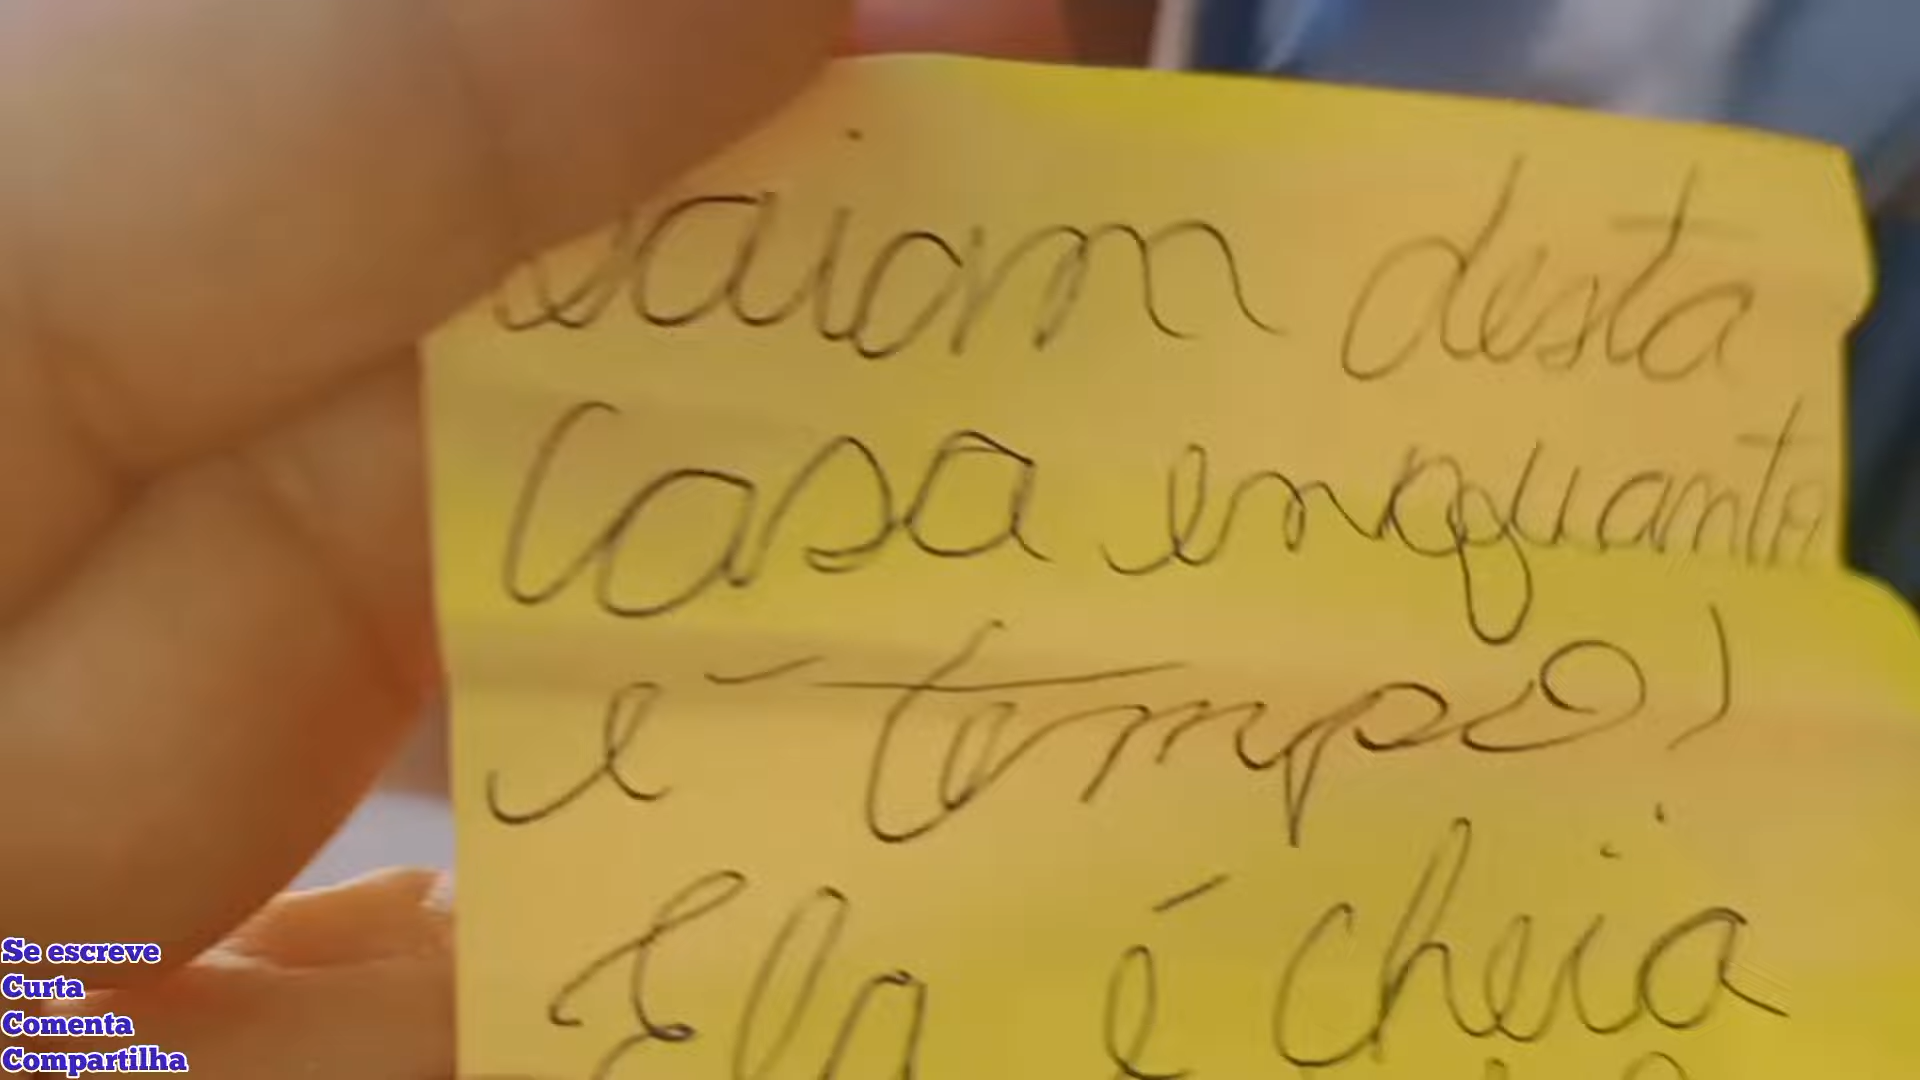 saiam desta
Casa enquanto
é tempo!
Ela é cheia
Se escreve
Curta
Comenta
Compartilha